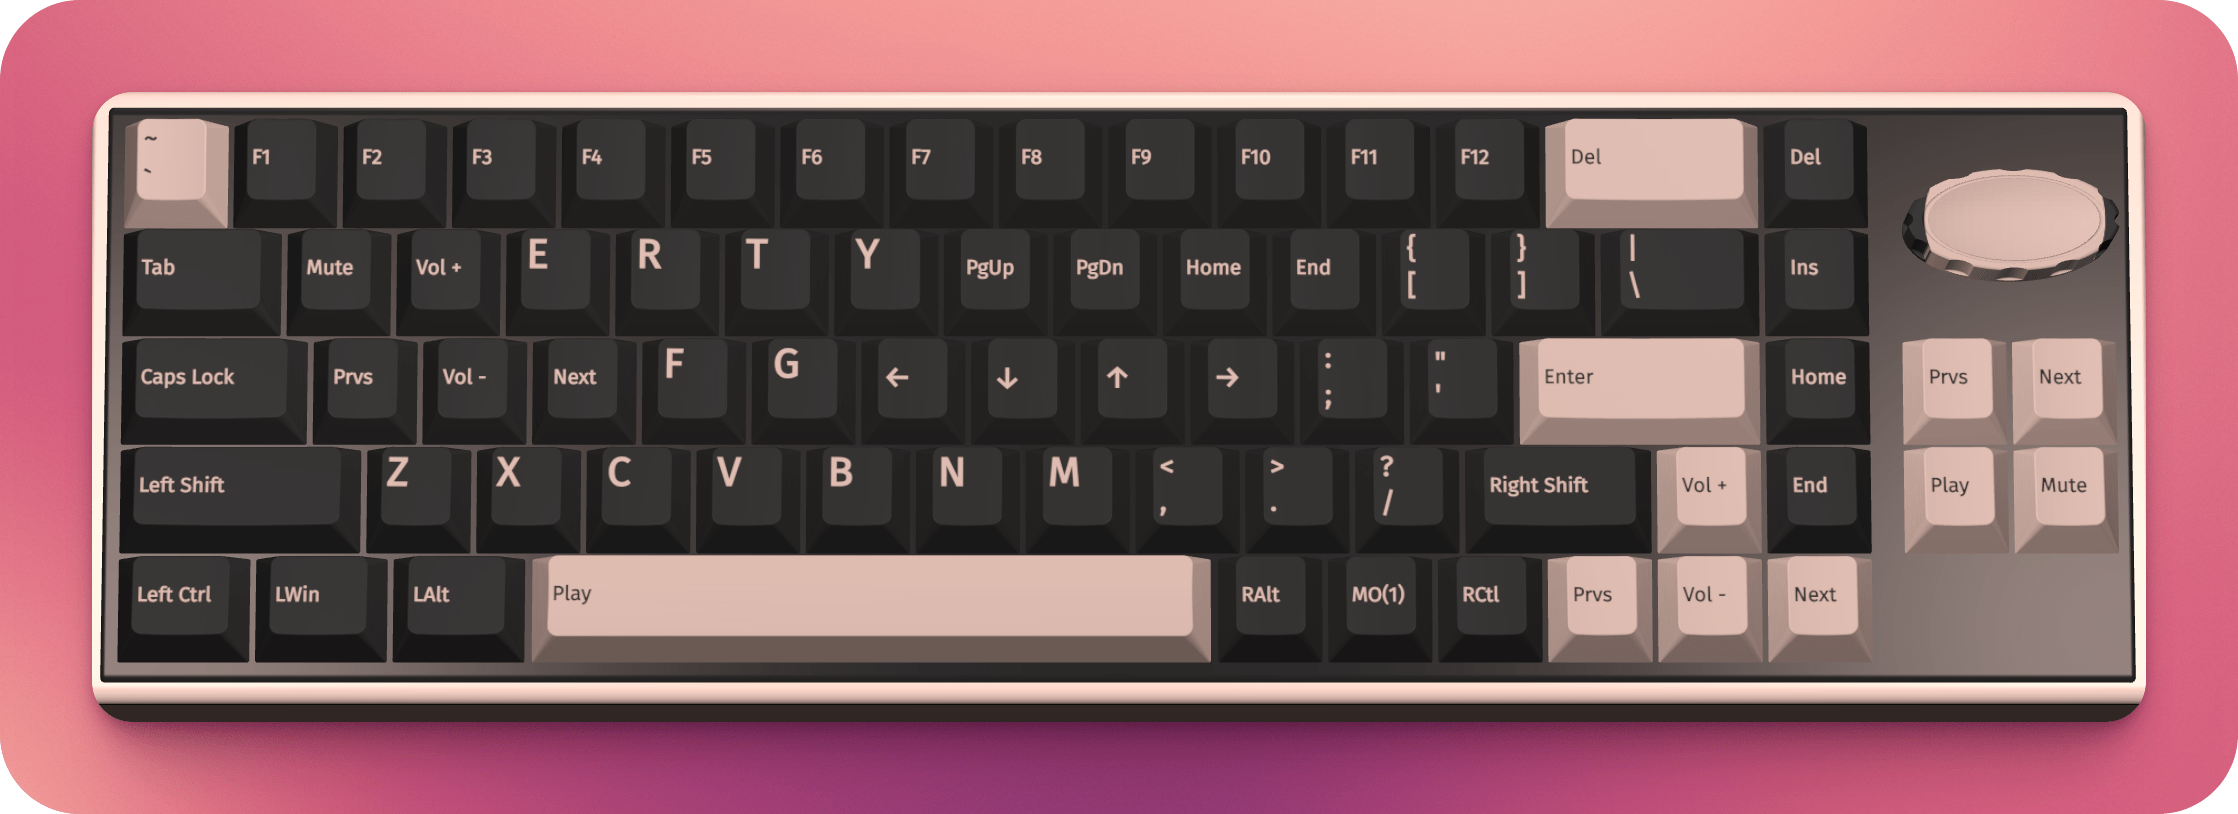 ~
`
F1
F2
F3
F4
F5
F6
F7
F8
F9
F10
F11
F12
Del
Del
Tab
Mute
Vol +
E
R
T
Y
PgUp
PgDn
Home
End
{
[
}
]
|
\
Ins
Caps Lock
Prvs
Vol -
Next
F
G
←
↓
↑
→
:
;
"
'
Enter
Home
Prvs
Next
Left Shift
Z
X
C
V
B
N
M
<
,
>
.
?
/
Right Shift
Vol +
End
Play
Mute
Left Ctrl
LWin
LAlt
Play
RAlt
MO(1)
RCtl
Prvs
Vol -
Next